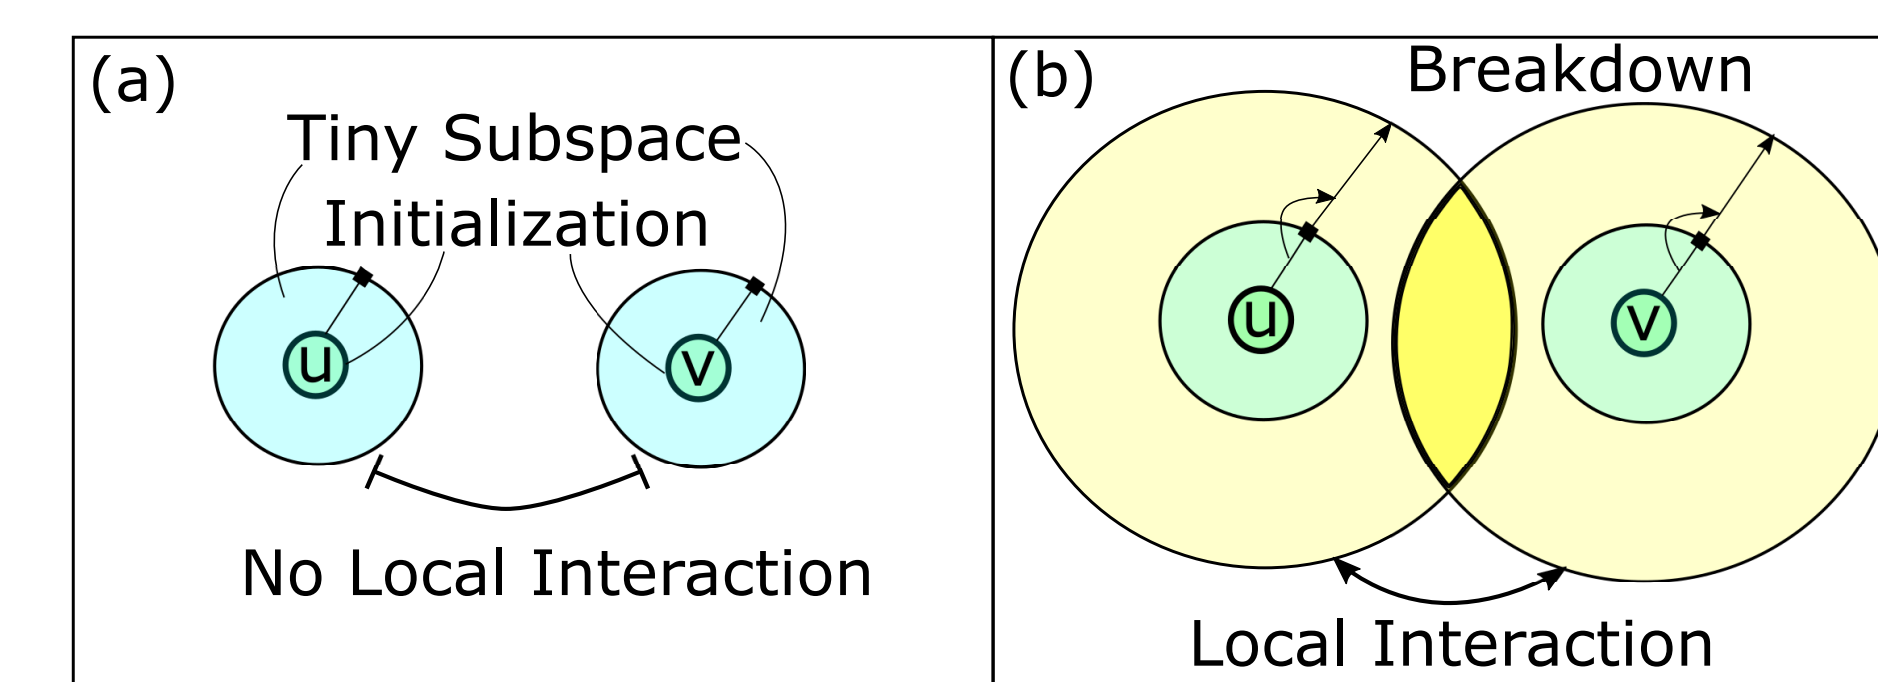 (a)
Tiny Subspace
Initialization
u
v
No Local Interaction
(b)
Breakdown
u
v
Local Interaction